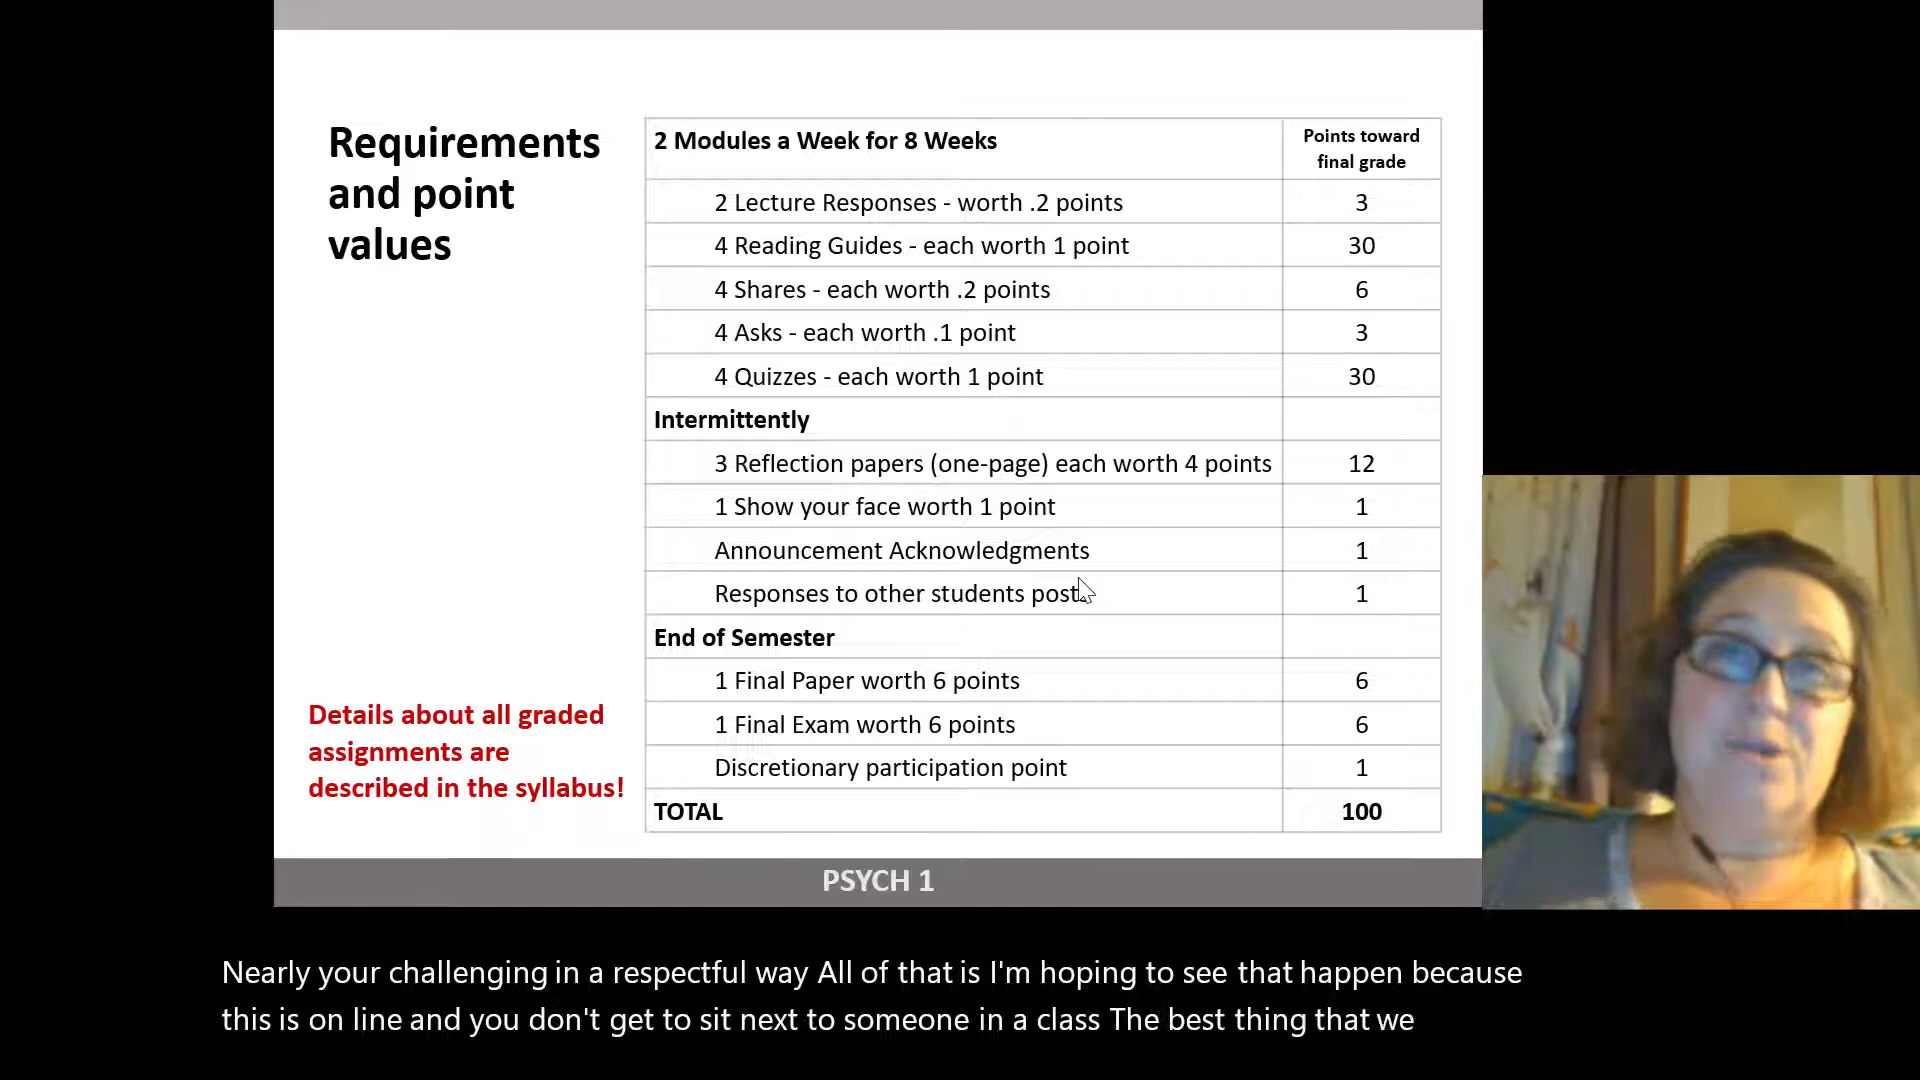 Requirements
and point
values
Details about all graded
assignments are
described in the syllabus!
2 Modules a Week for 8 Weeks
Points toward
final grade
2 Lecture Responses - worth .2 points 3
4 Reading Guides - each worth 1 point 30
4 Shares - each worth .2 points 6
4 Asks - each worth .1 point 3
4 Quizzes - each worth 1 point 30
Intermittently
3 Reflection papers (one-page) each worth 4 points 12
1 Show your face worth 1 point 1
Announcement Acknowledgments 1
Responses to other students posts 1
End of Semester
1 Final Paper worth 6 points 6
1 Final Exam worth 6 points 6
Discretionary participation point 1
TOTAL 100
PSYCH 1
Nearly your challenging in a respectful way All of that is I'm hoping to see that happen because
this is on line and you don't get to sit next to someone in a class The best thing that we